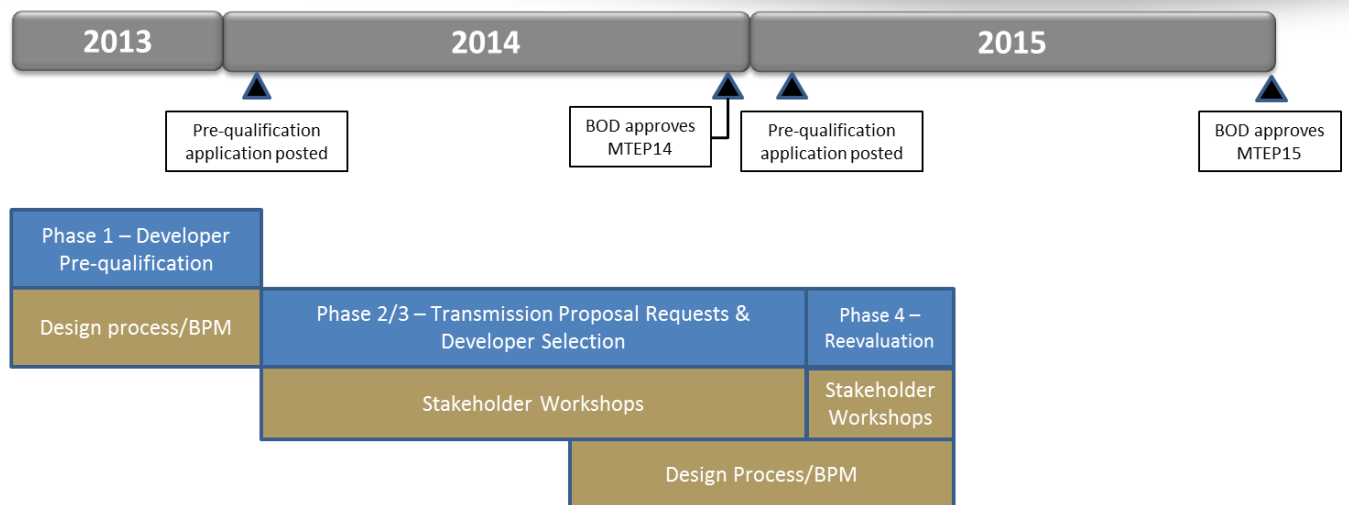 2013
2014
2015
Pre-qualification
application posted
BOD approves
MTEP14
Pre-qualification
application posted
BOD approves
MTEP15
Phase 1 – Developer
Pre-qualification
Design process/BPM
Phase 2/3 – Transmission Proposal Requests &
Developer Selection
Phase 4 –
Reevaluation
Stakeholder Workshops
Stakeholder
Workshops
Design Process/BPM